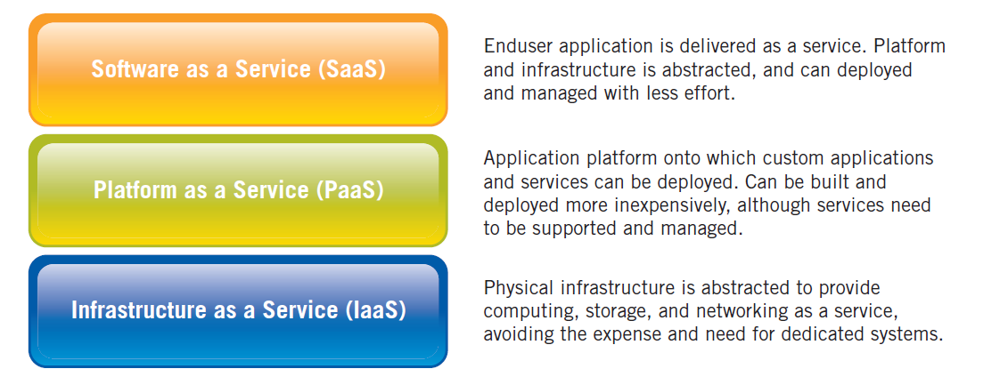 Software as a Service (SaaS)
Enduser application is delivered as a service. Platform
and infrastructure is abstracted, and can deployed
and managed with less effort.
Platform as a Service (PaaS)
Application platform onto which custom applications
and services can be deployed. Can be built and
deployed more inexpensively, although services need
to be supported and managed.
Infrastructure as a Service (IaaS)
Physical infrastructure is abstracted to provide
computing, storage, and networking as a service,
avoiding the expense and need for dedicated systems.